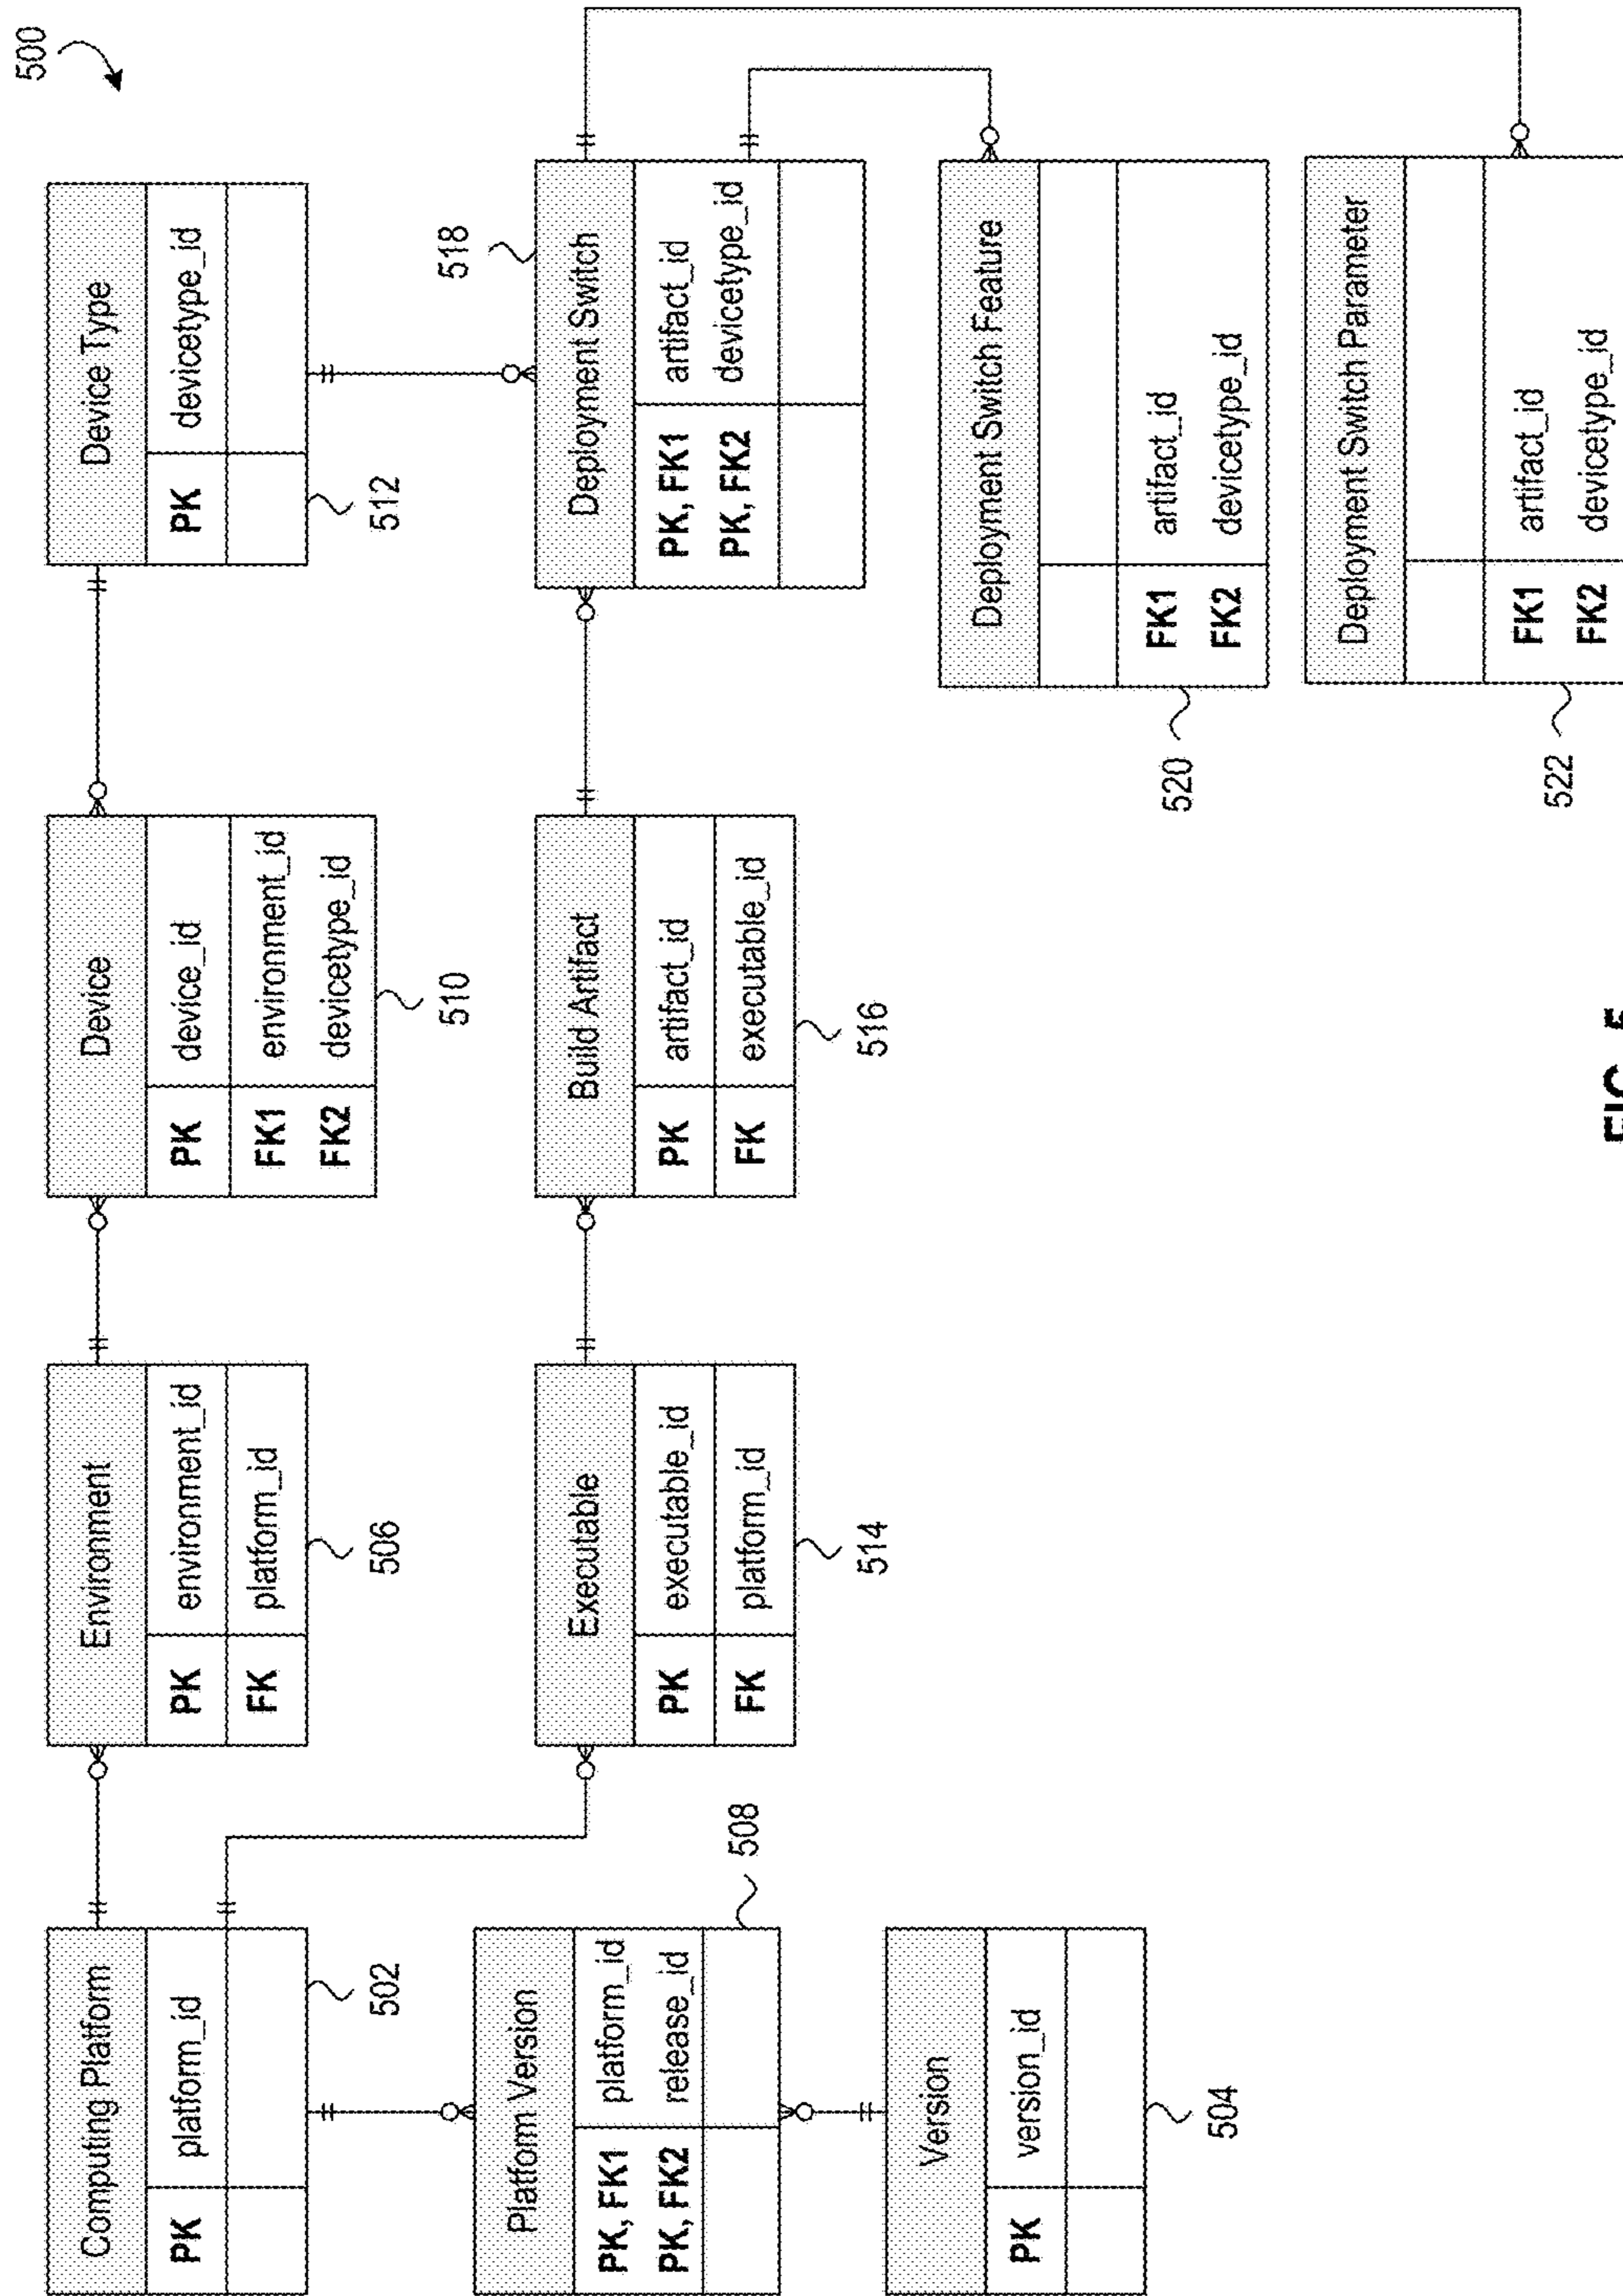 500
Computing Platform
PK platform_id
502
Environment
PK environment_id
FK platform_id
506
Device
PK device_id
FK1 environment_id
FK2 devicetype_id
510
Device Type
PK devicetype_id
512
Platform Version
PK, FK1 platform_id
PK, FK2 release_id
508
Executable
PK executable_id
FK platform_id
514
Build Artifact
PK artifact_id
FK executable_id
516
Deployment Switch
PK, FK1 artifact_id
PK, FK2 devicetype_id
518
Version
PK version_id
504
Deployment Switch Feature
FK1 artifact_id
FK2 devicetype_id
520
Deployment Switch Parameter
FK1 artifact_id
FK2 devicetype_id
522
FIG. 5